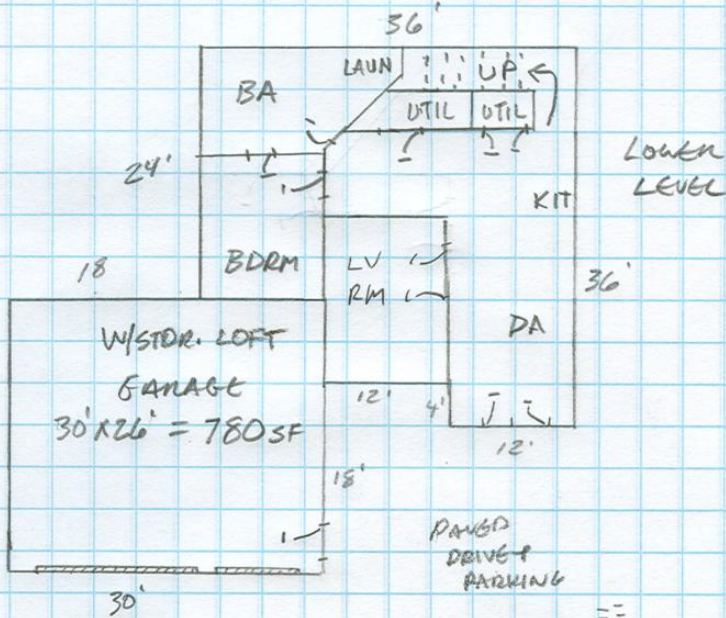 36'
LAUN
UP
BA
UTIL
UTIL
LOWER
LEVEL
24'
KIT
18
BDRM
LV
RM
36'
DA
W/STOR. LOFT
GARAGE
30'X26' = 780SF
12'
4'
12'
18'
PAVED
DRIVE+
PARKING
30'